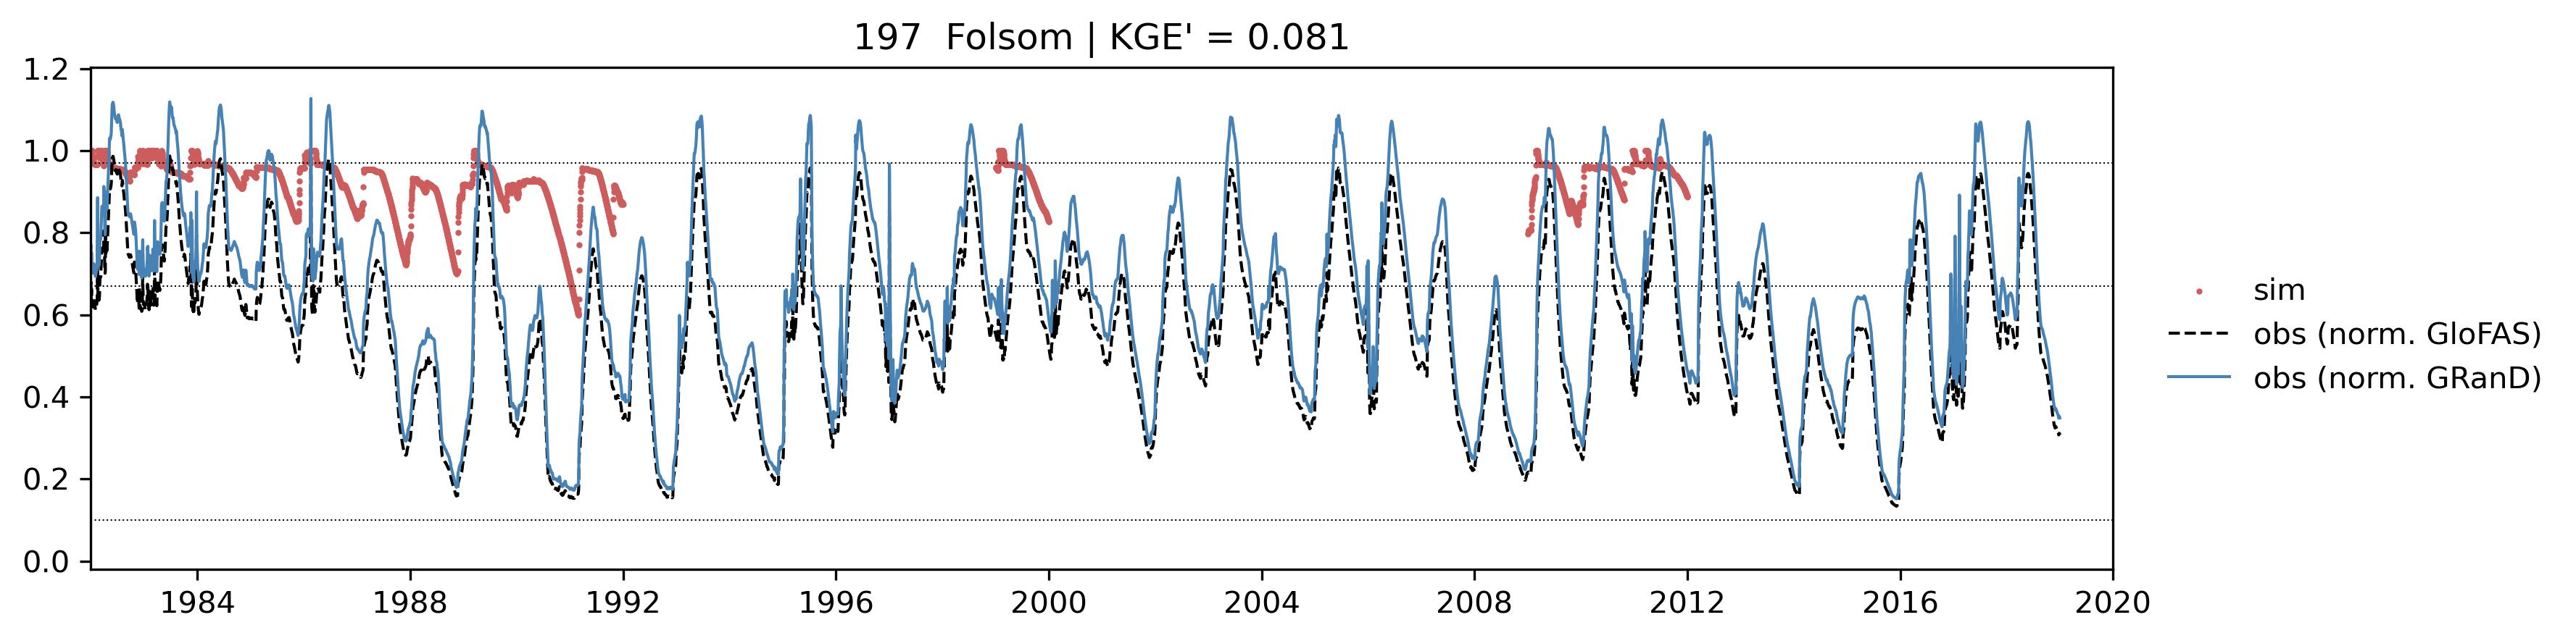 197  Folsom | KGE' = 0.081
1.2
1.0
0.8
0.6
0.4
0.2
0.0
1984 1988 1992 1996 2000 2004 2008 2012 2016 2020
sim
obs (norm. GloFAS)
obs (norm. GRanD)